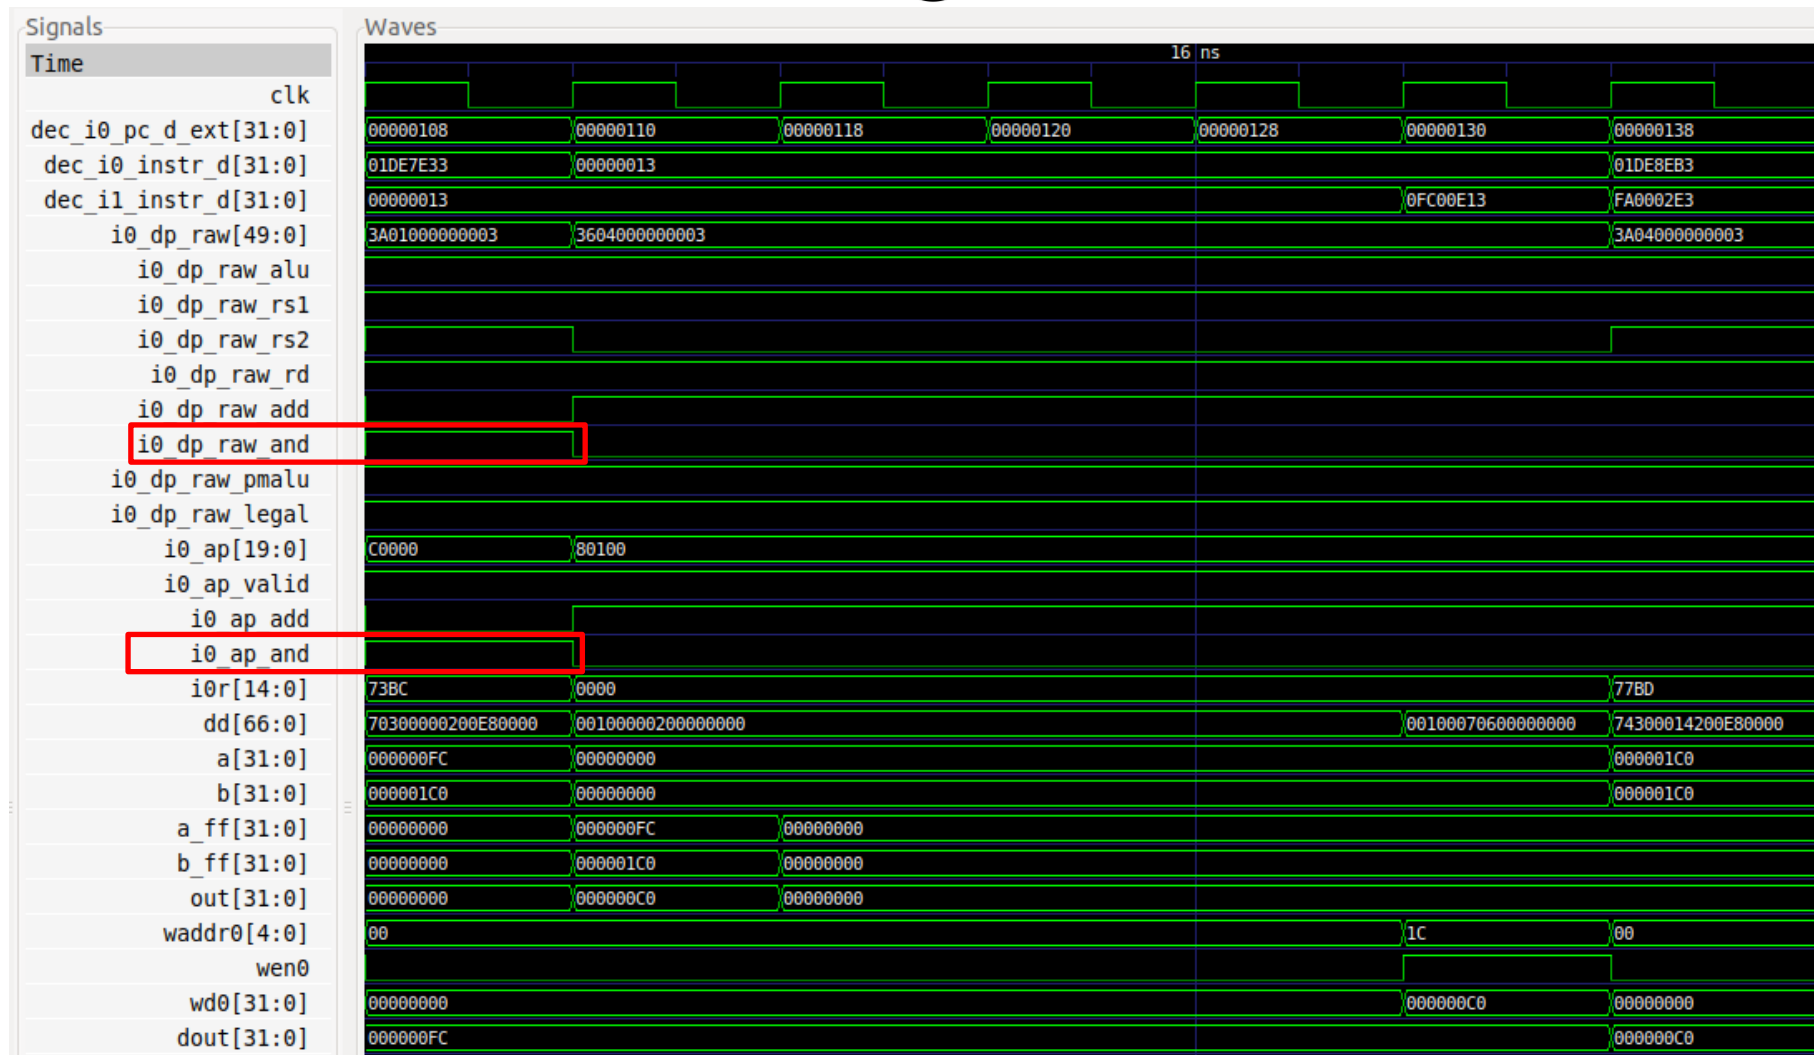 Signals
Waves
Time
16 ns
clk
dec_i0_pc_d_ext[31:0] 00000108 00000110 00000118 00000120 00000128 00000130 00000138
dec_i0_instr_d[31:0] 01DE7E33 00000013 01DE8EB3
dec_i1_instr_d[31:0] 00000013 0FC00E13 FA0002E3
i0_dp_raw[49:0] 3A01000000003 3604000000003 3A04000000003
i0_dp_raw_alu
i0_dp_raw_rs1
i0_dp_raw_rs2
i0_dp_raw_rd
i0_dp_raw_add
i0_dp_raw_and
i0_dp_raw_pmalu
i0_dp_raw_legal
i0_ap[19:0] C0000 80100
i0_ap_valid
i0_ap_add
i0_ap_and
i0r[14:0] 73BC 0000 77BD
dd[66:0] 70300000200E80000 00100000200000000 00100070600000000 74300014200E80000
a[31:0] 000000FC 00000000 000001C0
b[31:0] 000001C0 00000000 000001C0
a_ff[31:0] 00000000 000000FC 00000000
b_ff[31:0] 00000000 000001C0 00000000
out[31:0] 00000000 000000C0 00000000
waddr0[4:0] 00 1C 00
wen0
wd0[31:0] 00000000 000000C0 00000000
dout[31:0] 000000FC 000000C0